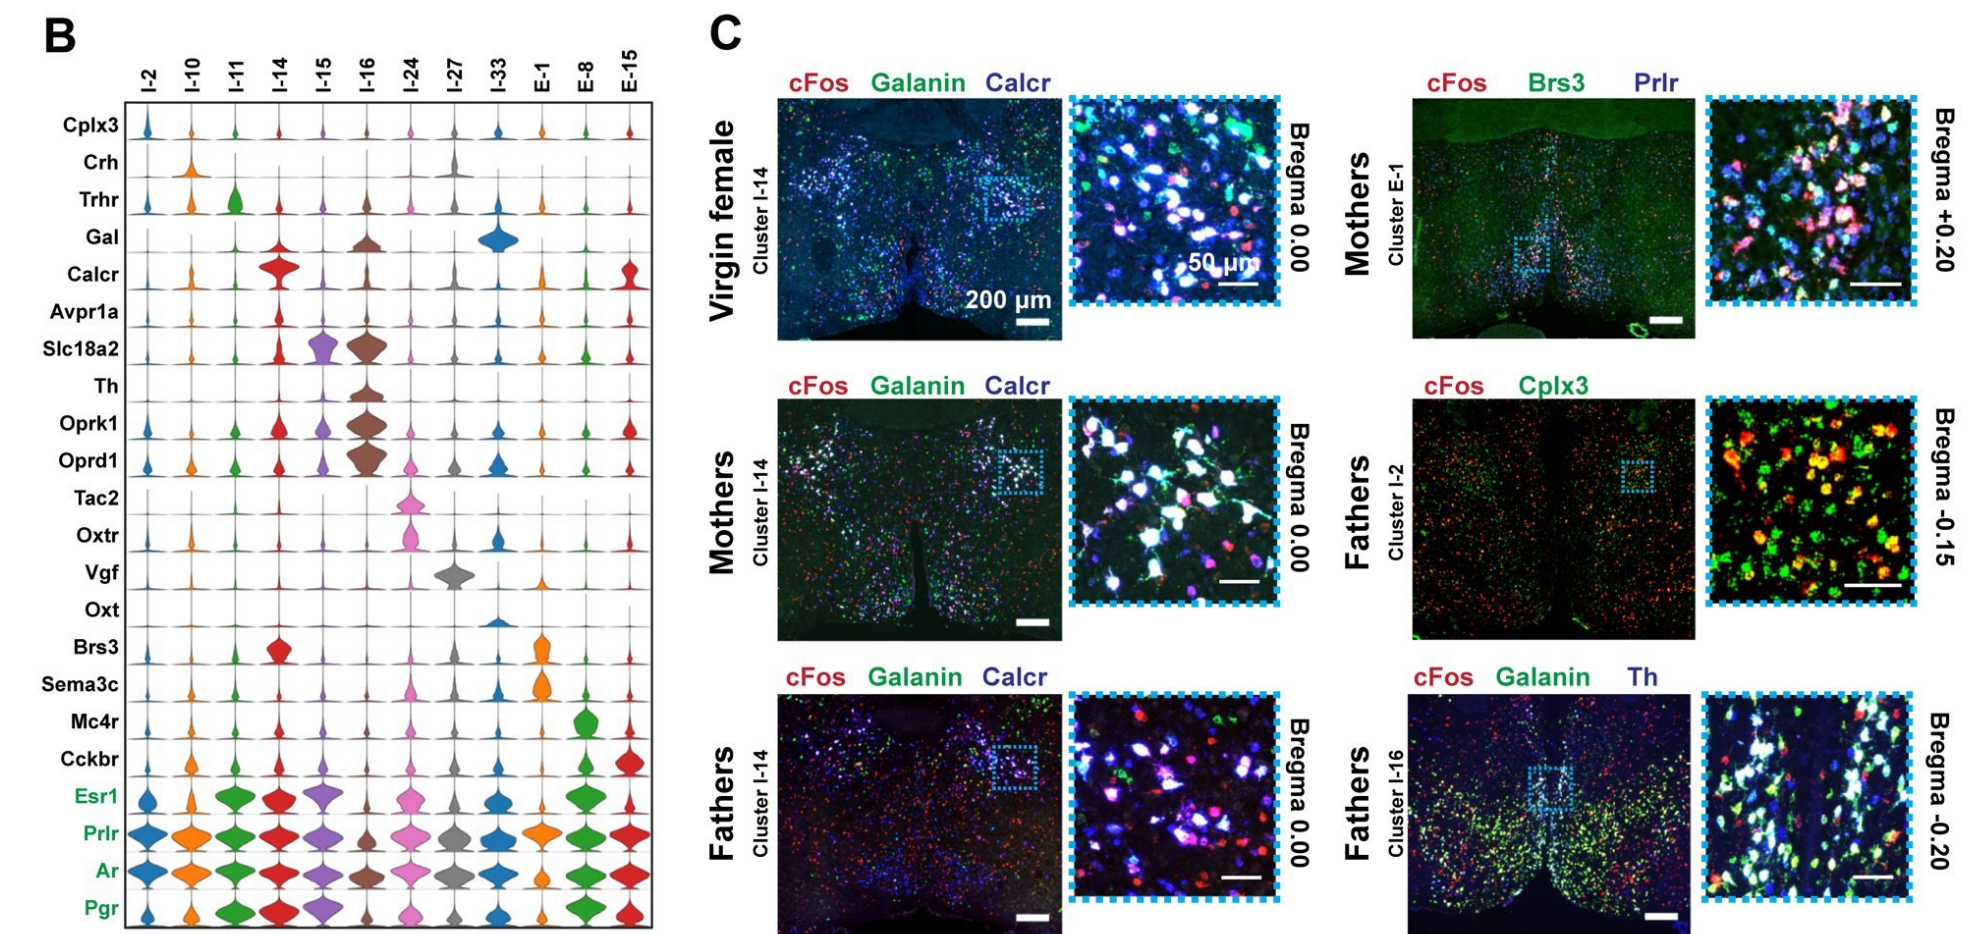 B
I-2 I-10 I-11 I-14 I-15 I-16 I-24 I-27 I-33 E-1 E-8 E-15
Cplx3
Crh
Trhr
Gal
Calcr
Avpr1a
Slc18a2
Th
Oprk1
Oprd1
Tac2
Oxtr
Vgf
Oxt
Brs3
Sema3c
Mc4r
Cckbr
Esr1
Prlr
Ar
Pgr
C
cFos Galanin Calcr
Virgin female
Cluster I-14
200 μm
50 μm
Bregma 0.00
cFos Brs3 Prlr
Mothers
Cluster E-1
Bregma +0.20
cFos Galanin Calcr
Mothers
Cluster I-14
Bregma 0.00
cFos Cplx3
Fathers
Cluster I-2
Bregma -0.15
cFos Galanin Calcr
Fathers
Cluster I-14
Bregma 0.00
cFos Galanin Th
Fathers
Cluster I-16
Bregma -0.20